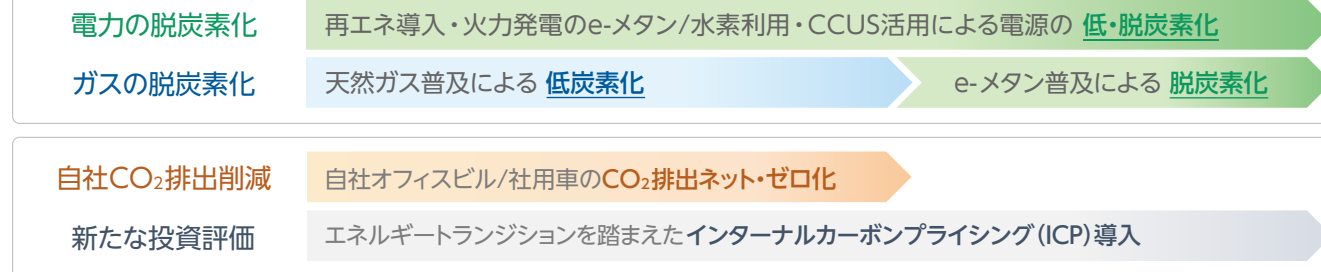 電力の脱炭素化 再エネ導入・火力発電のe-メタン/水素利用・CCUS活用による電源の 低・脱炭素化
ガスの脱炭素化 天然ガス普及による 低炭素化 e-メタン普及による 脱炭素化
自社CO₂排出削減 自社オフィスビル/社用車のCO₂排出ネット・ゼロ化
新たな投資評価 エネルギートランジションを踏まえたインターナルカーボンプライシング(ICP)導入